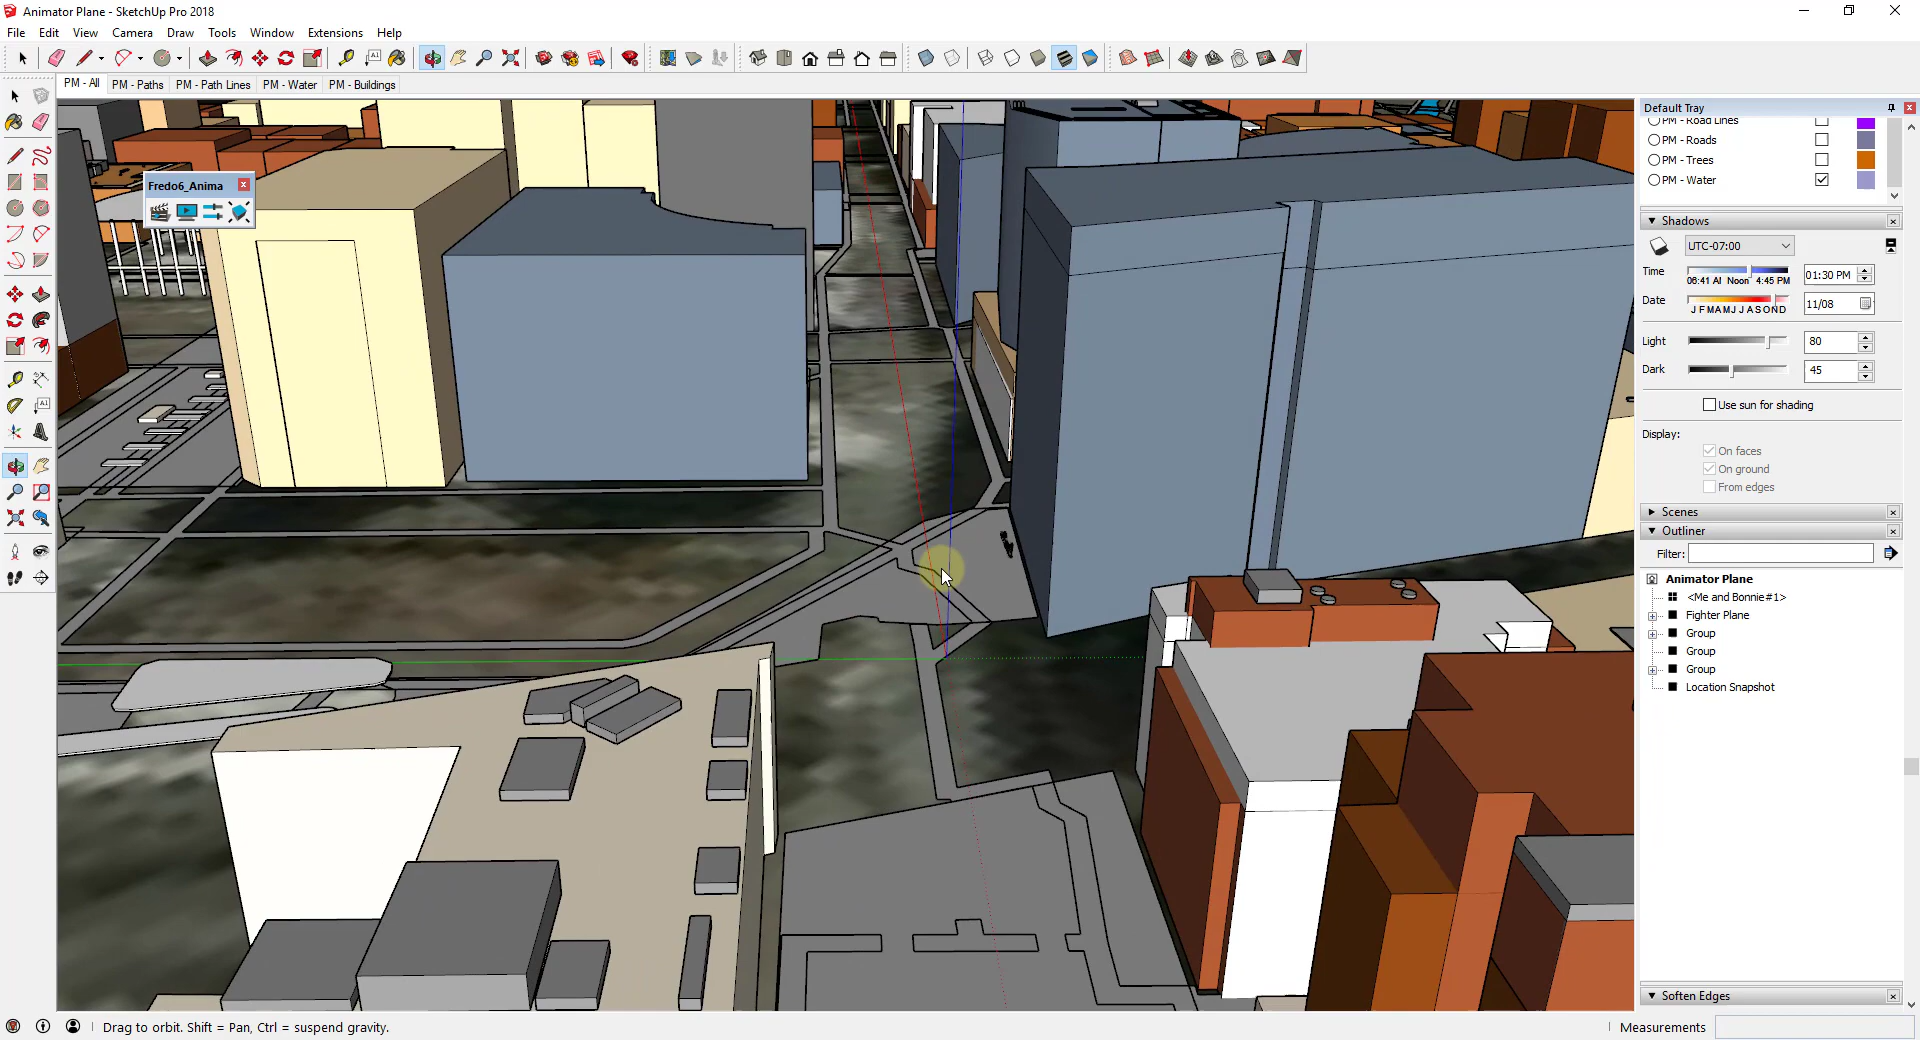 Animator Plane - SketchUp Pro 2018
File Edit View Camera Draw Tools Window Extensions Help
PM - All PM - Paths PM - Path Lines PM - Water PM - Buildings
Fredo6_Anima
Default Tray
PM - Road Lines
PM - Roads
PM - Trees
PM - Water
Shadows
UTC-07:00
Time 06:41 AI Noon 4:45 PM 01:30 PM
Date J F M A M J J A S O N D 11/08
Light 80
Dark 45
Use sun for shading
Display:
On faces
On ground
From edges
Scenes
Outliner
Filter:
Animator Plane
<Me and Bonnie#1>
Fighter Plane
Group
Group
Group
Location Snapshot
Soften Edges
Drag to orbit. Shift = Pan, Ctrl = suspend gravity.
Measurements